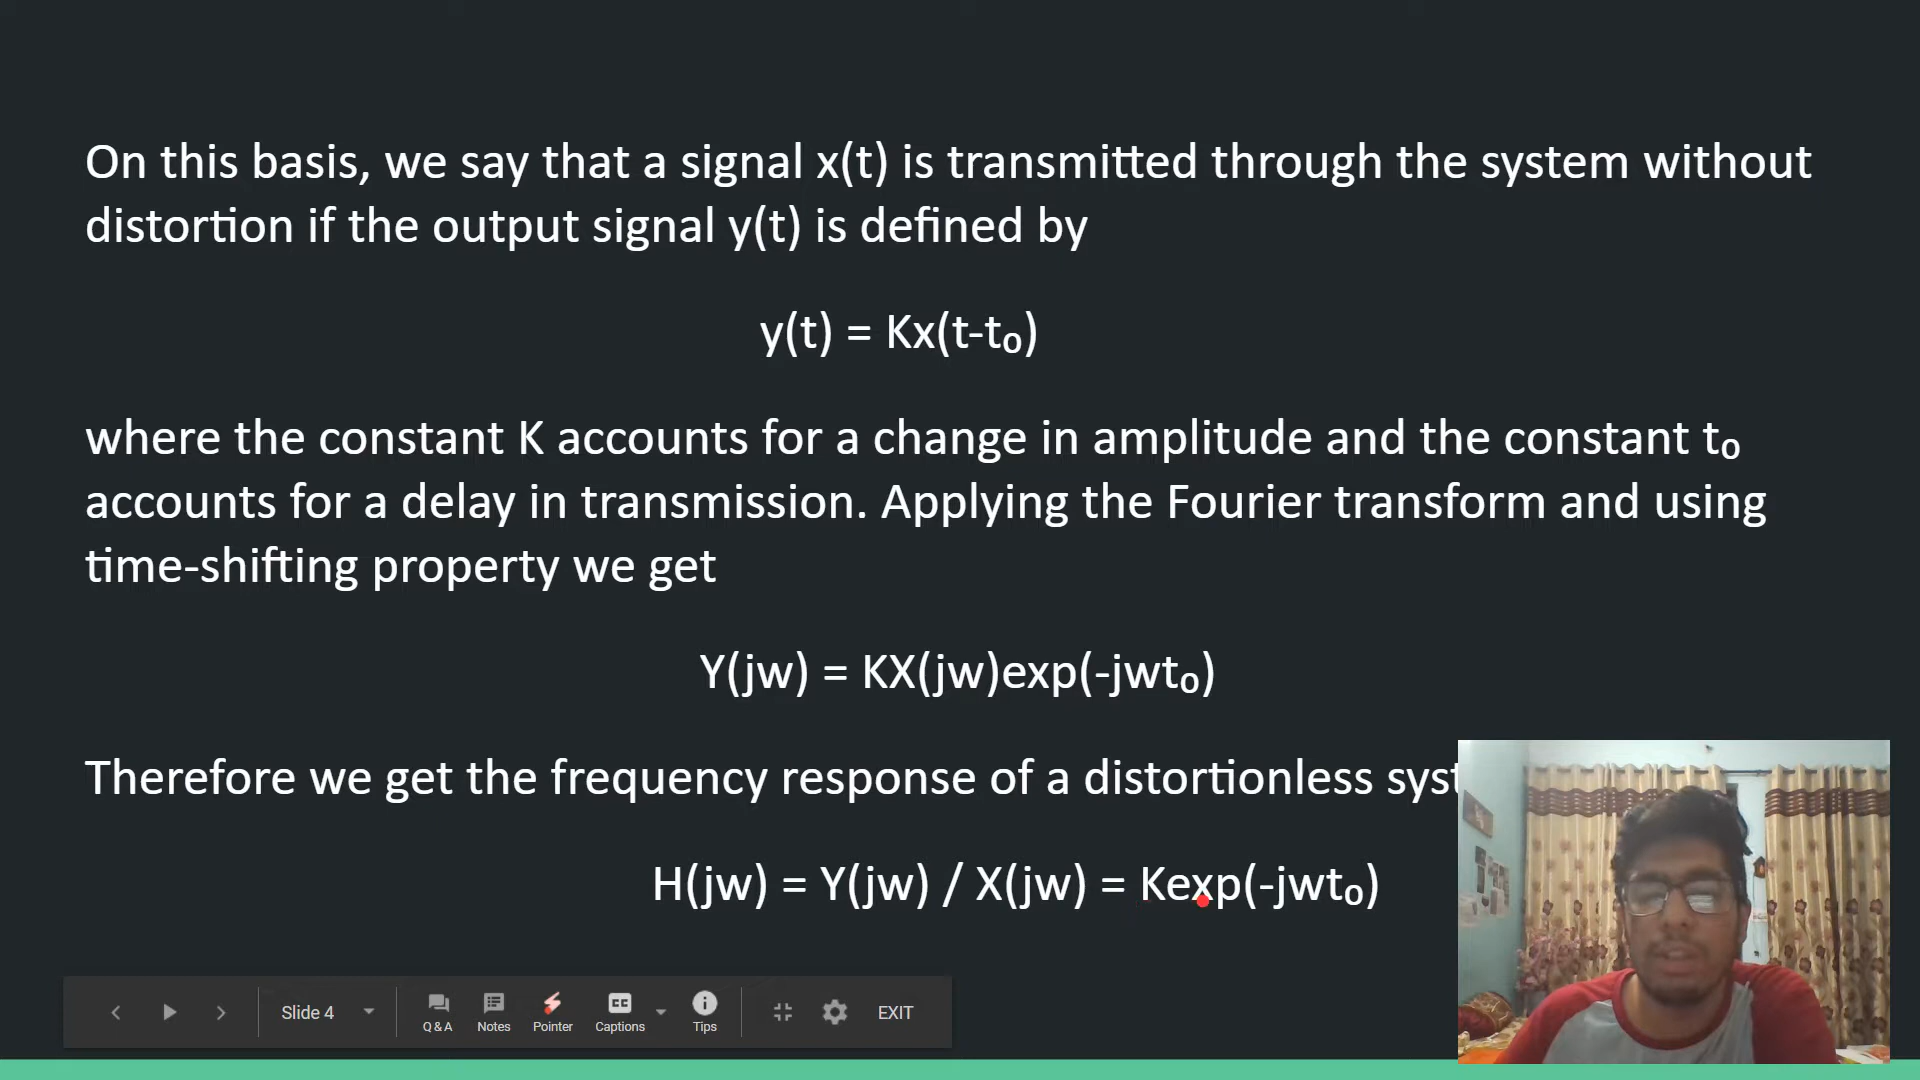 On this basis, we say that a signal x(t) is transmitted through the system without
distortion if the output signal y(t) is defined by
y(t) = Kx(t-t₀)
where the constant K accounts for a change in amplitude and the constant t₀
accounts for a delay in transmission. Applying the Fourier transform and using
time-shifting property we get
Y(jw) = KX(jw)exp(-jwt₀)
Therefore we get the frequency response of a distortionless syst
H(jw) = Y(jw) / X(jw) = Kexp(-jwt₀)
Slide 4 Q & A Notes Pointer CC Captions Tips EXIT